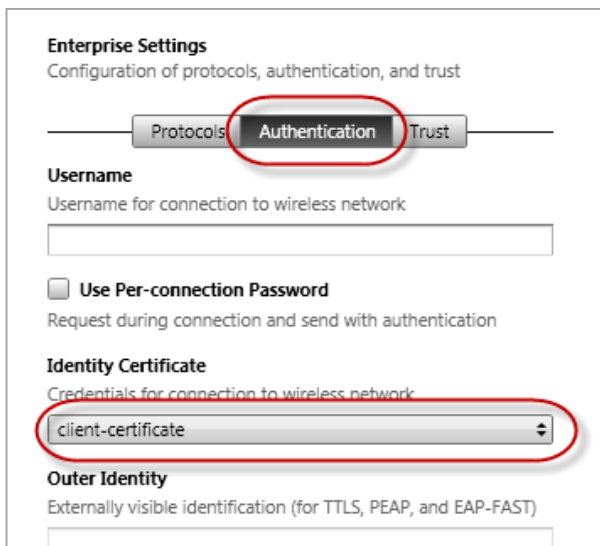 Enterprise Settings
Configuration of protocols, authentication, and trust
Protocols Authentication Trust
Username
Username for connection to wireless network
Use Per-connection Password
Request during connection and send with authentication
Identity Certificate
Credentials for connection to wireless network
client-certificate
Outer Identity
Externally visible identification (for TTLS, PEAP, and EAP-FAST)